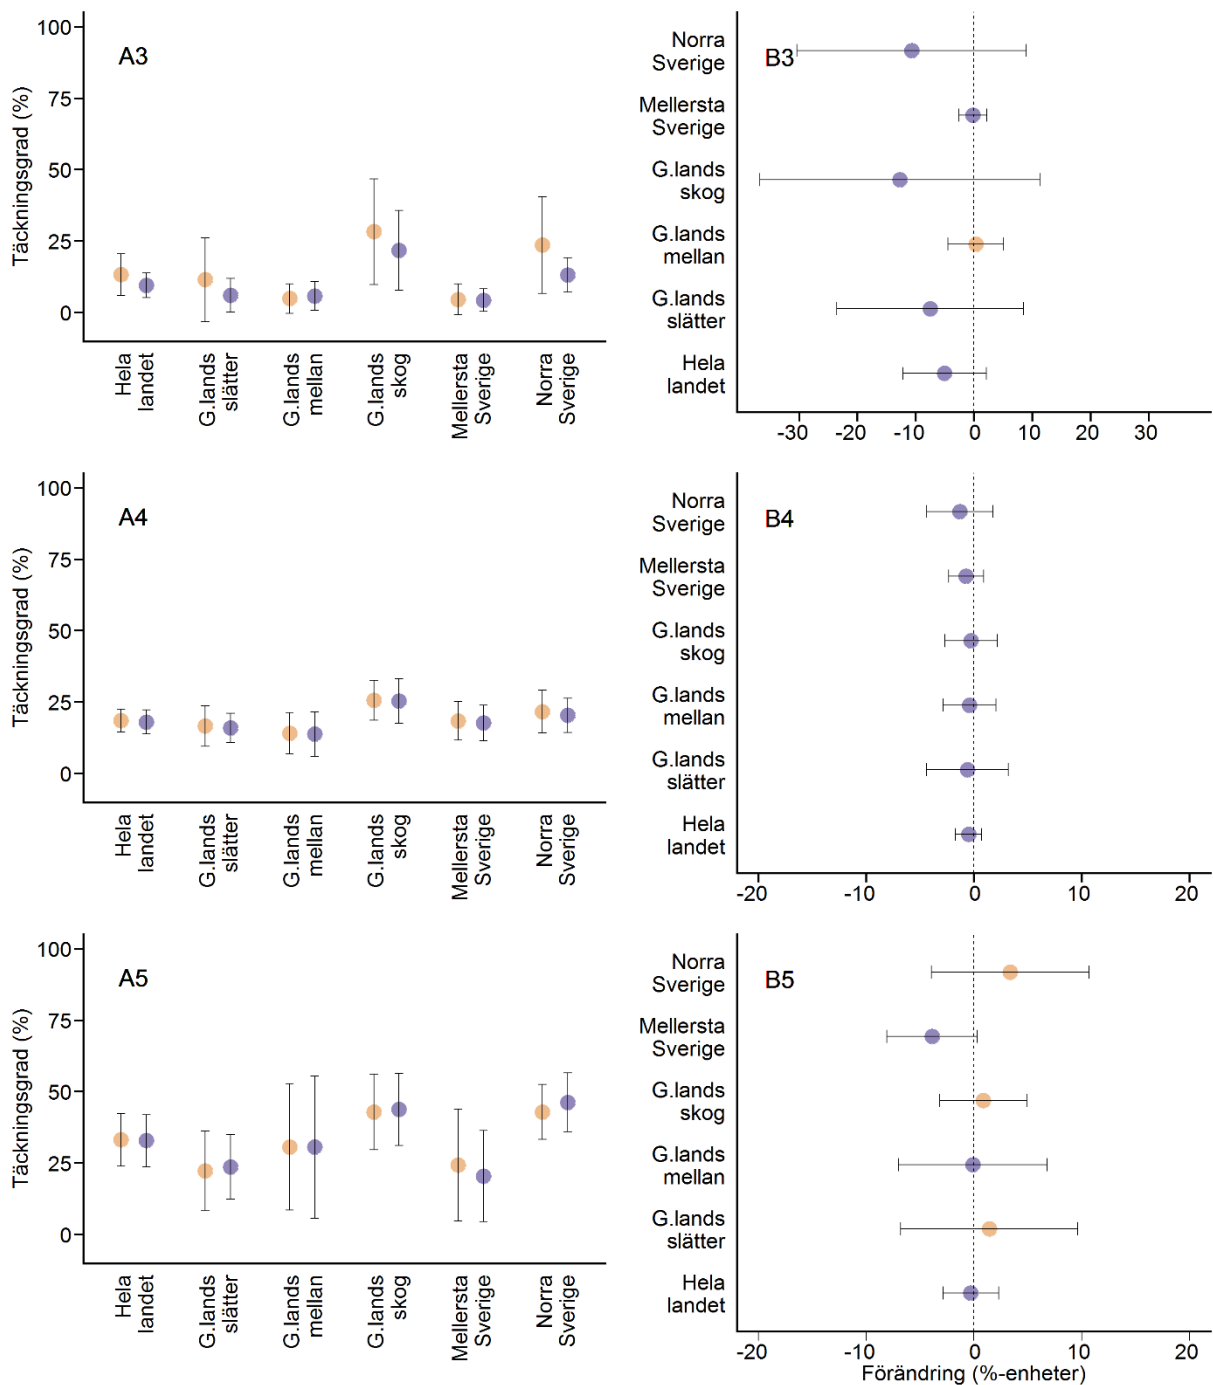 A3
Täckningsgrad (%)
100
75
50
25
0
Hela
landet
G.lands
slätter
G.lands
mellan
G.lands
skog
Mellersta
Sverige
Norra
Sverige
B3
Norra
Sverige
Mellersta
Sverige
G.lands
skog
G.lands
mellan
G.lands
slätter
Hela
landet
-30 -20 -10 0 10 20 30
A4
Täckningsgrad (%)
100
75
50
25
0
Hela
landet
G.lands
slätter
G.lands
mellan
G.lands
skog
Mellersta
Sverige
Norra
Sverige
B4
Norra
Sverige
Mellersta
Sverige
G.lands
skog
G.lands
mellan
G.lands
slätter
Hela
landet
-20 -10 0 10 20
A5
Täckningsgrad (%)
100
75
50
25
0
Hela
landet
G.lands
slätter
G.lands
mellan
G.lands
skog
Mellersta
Sverige
Norra
Sverige
B5
Norra
Sverige
Mellersta
Sverige
G.lands
skog
G.lands
mellan
G.lands
slätter
Hela
landet
-20 -10 0 10 20
Förändring (%-enheter)